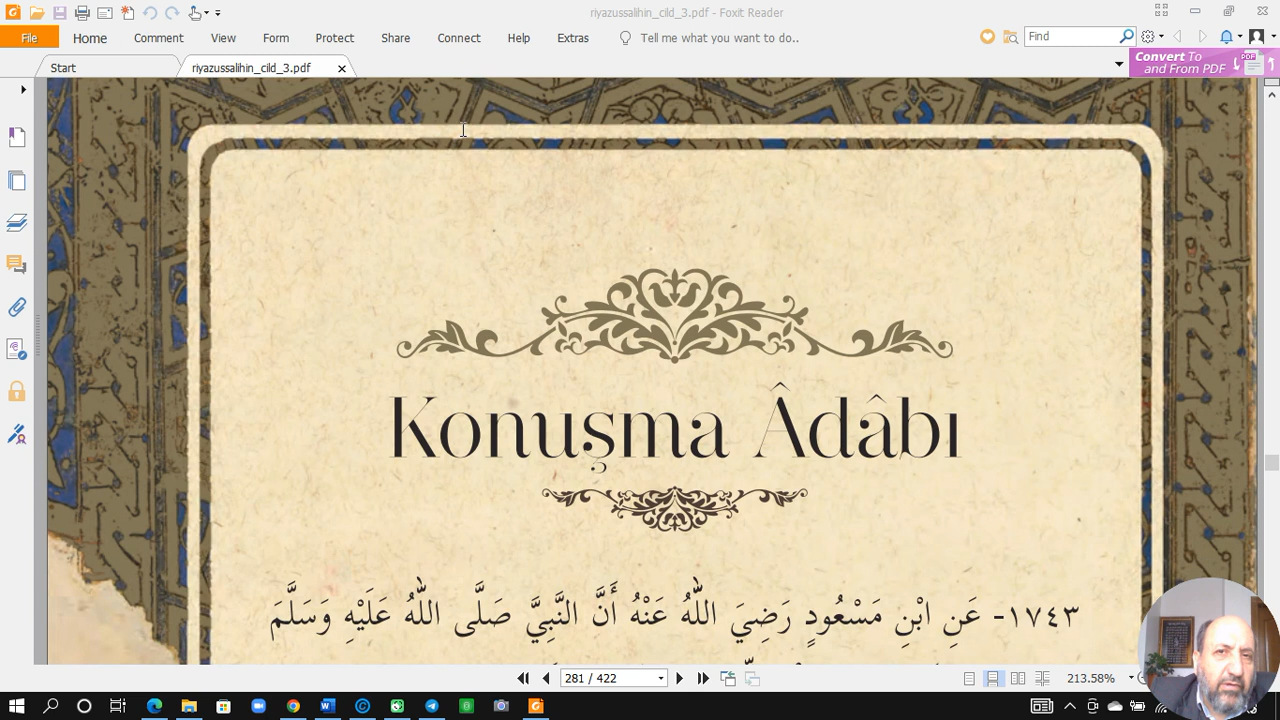 riyazussalihin_cild_3.pdf - Foxit Reader
File Home Comment View Form Protect Share Connect Help Extras Tell me what you want to do.. Find
Start riyazussalihin_cild_3.pdf
Convert To
and From PDF
Konuşma Âdâbı
١٧٤٣- عَنِ ابْنِ مَسْعُودٍ رَضِيَ اللّٰهُ عَنْهُ أَنَّ النَّبِيَّ صَلَّى اللّٰهُ عَلَيْهِ وَسَلَّمَ
281 / 422 213.58%